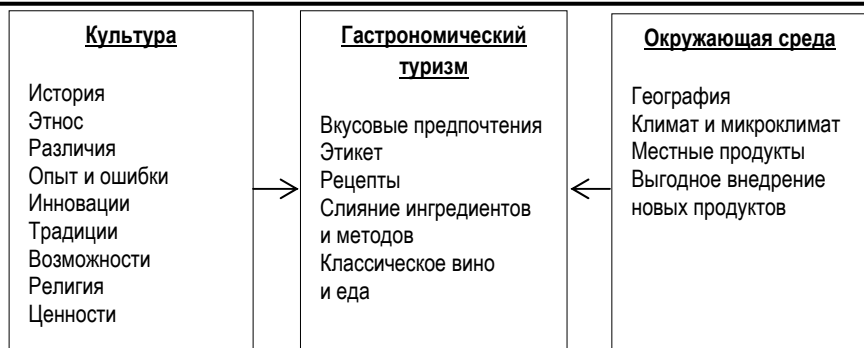 Культура
История
Этнос
Различия
Опыт и ошибки
Инновации
Традиции
Возможности
Религия
Ценности
Гастрономический
туризм
Вкусовые предпочтения
Этикет
Рецепты
Слияние ингредиентов
и методов
Классическое вино
и еда
Окружающая среда
География
Климат и микроклимат
Местные продукты
Выгодное внедрение
новых продуктов